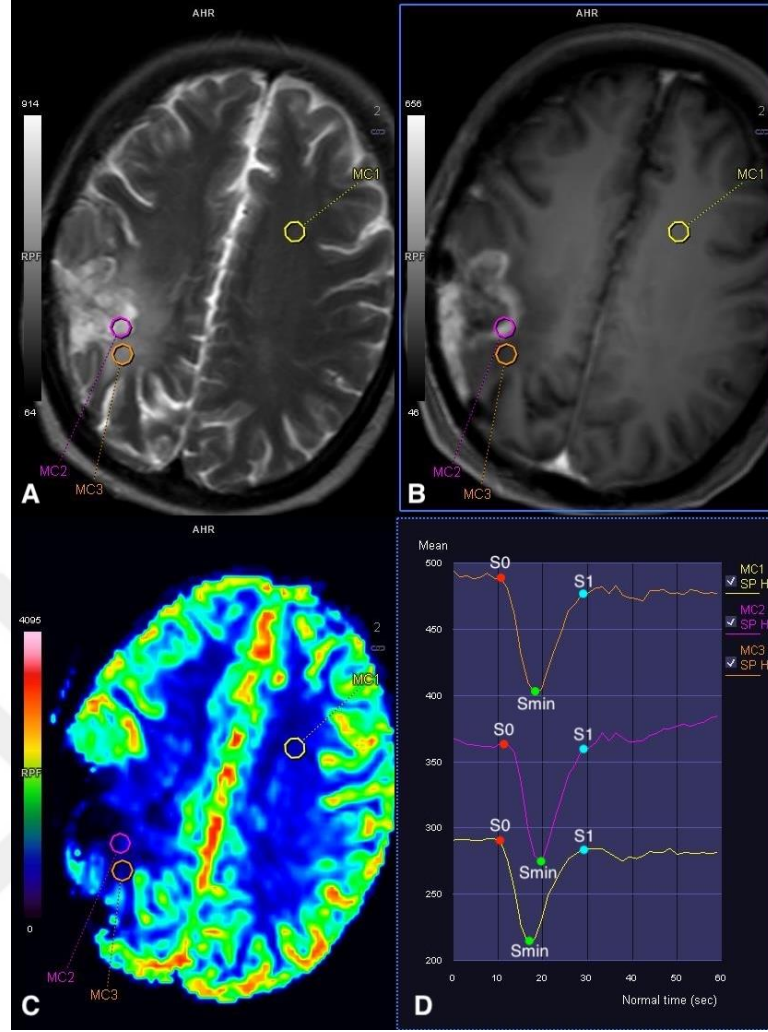 AHR
914
2
MC1
RPF
64
MC2
MC3
A
AHR
656
2
MC1
RPF
46
MC2
MC3
B
AHR
4095
2
MC1
RPF
0
MC2
MC3
C
Mean
500
450
400
350
300
250
200
S0
S1
Smin
S0
S1
Smin
S0
S1
Smin
0
10
20
30
40
50
60
Normal time (sec)
MC1
SP H
MC2
SP H
MC3
SP H
D